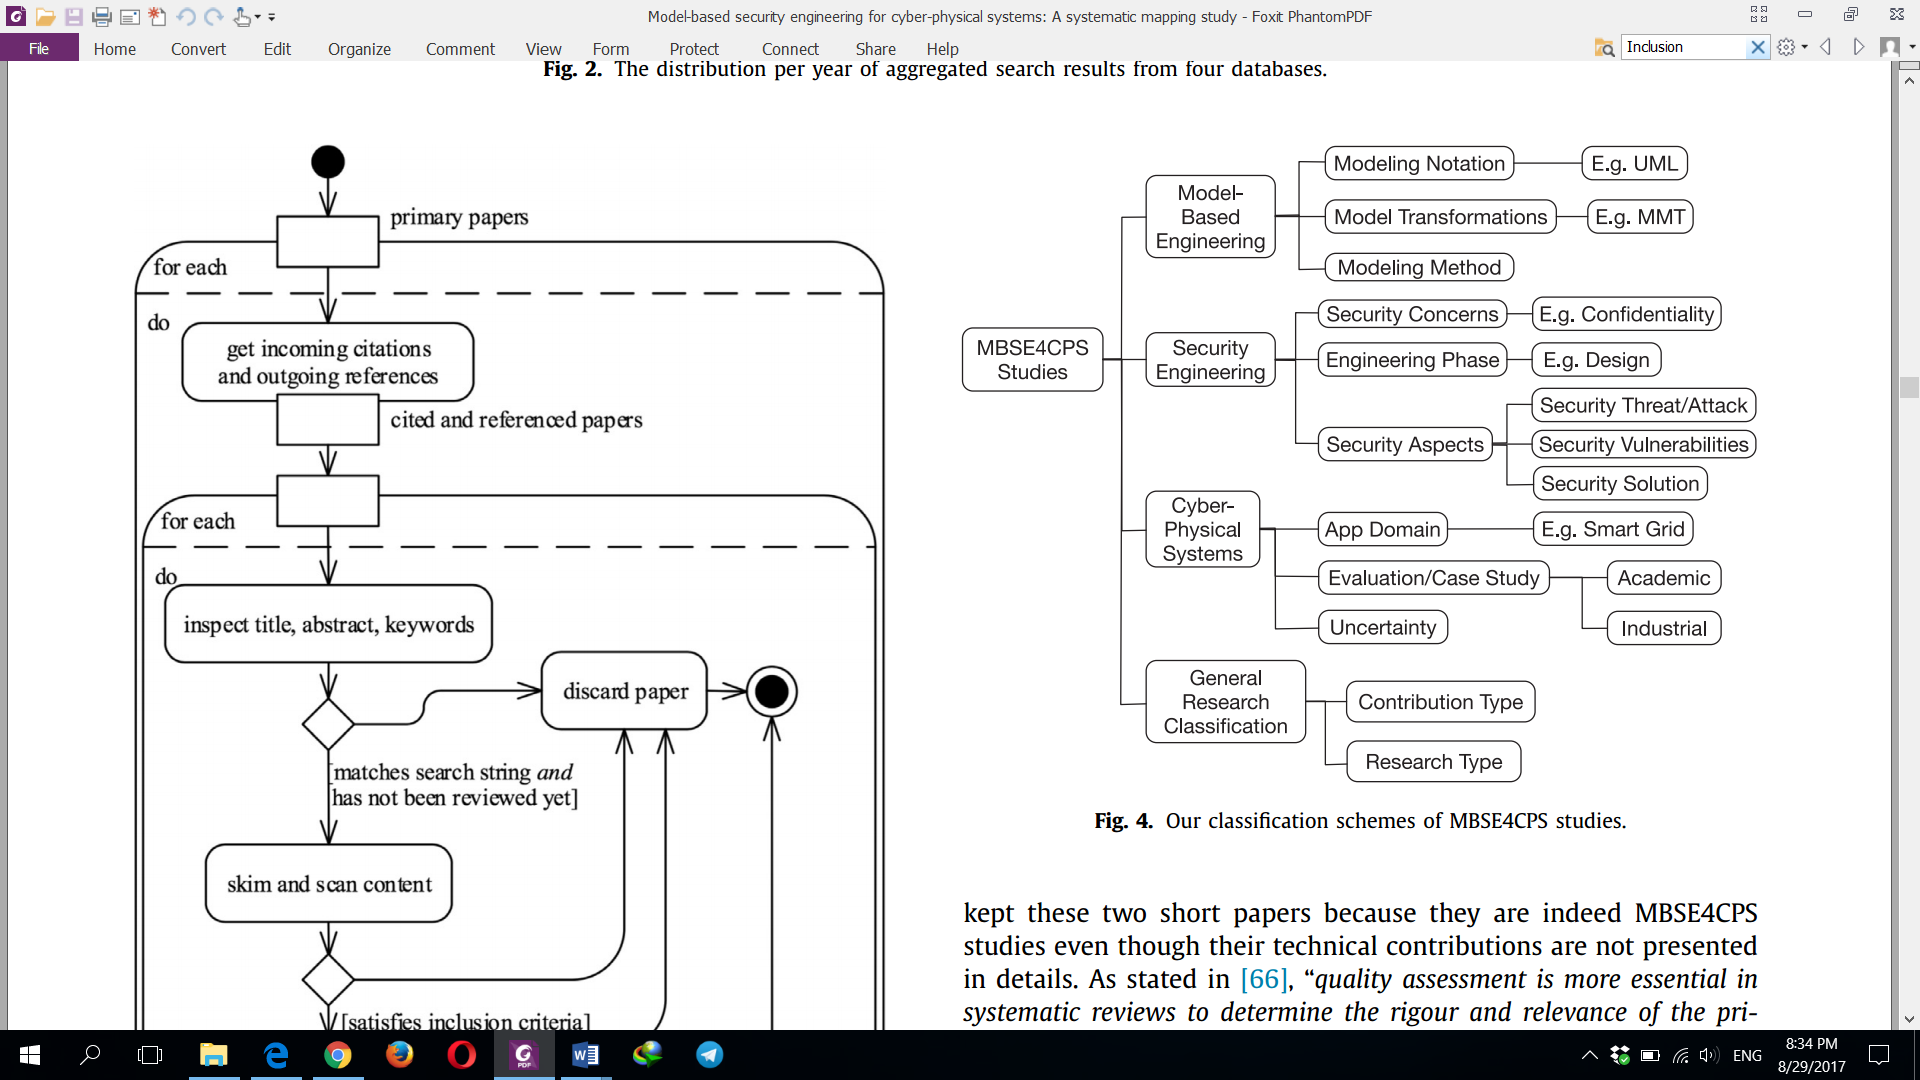 Model-based security engineering for cyber-physical systems: A systematic mapping study - Foxit PhantomPDF
File Home Convert Edit Organize Comment View Form Protect Connect Share Help
Inclusion
Fig. 2. The distribution per year of aggregated search results from four databases.
primary papers
for each
do
get incoming citations
and outgoing references
cited and referenced papers
for each
do
inspect title, abstract, keywords
discard paper
[matches search string and
has not been reviewed yet]
skim and scan content
[satisfies inclusion criteria]
MBSE4CPS
Studies
Model-
Based
Engineering
Modeling Notation
E.g. UML
Model Transformations
E.g. MMT
Modeling Method
Security
Engineering
Security Concerns
E.g. Confidentiality
Engineering Phase
E.g. Design
Security Aspects
Security Threat/Attack
Security Vulnerabilities
Security Solution
Cyber-
Physical
Systems
App Domain
E.g. Smart Grid
Evaluation/Case Study
Academic
Industrial
Uncertainty
General
Research
Classification
Contribution Type
Research Type
Fig. 4. Our classification schemes of MBSE4CPS studies.
kept these two short papers because they are indeed MBSE4CPS
studies even though their technical contributions are not presented
in details. As stated in [66], “quality assessment is more essential in
systematic reviews to determine the rigour and relevance of the pri-
PDF
ENG
8:34 PM
8/29/2017